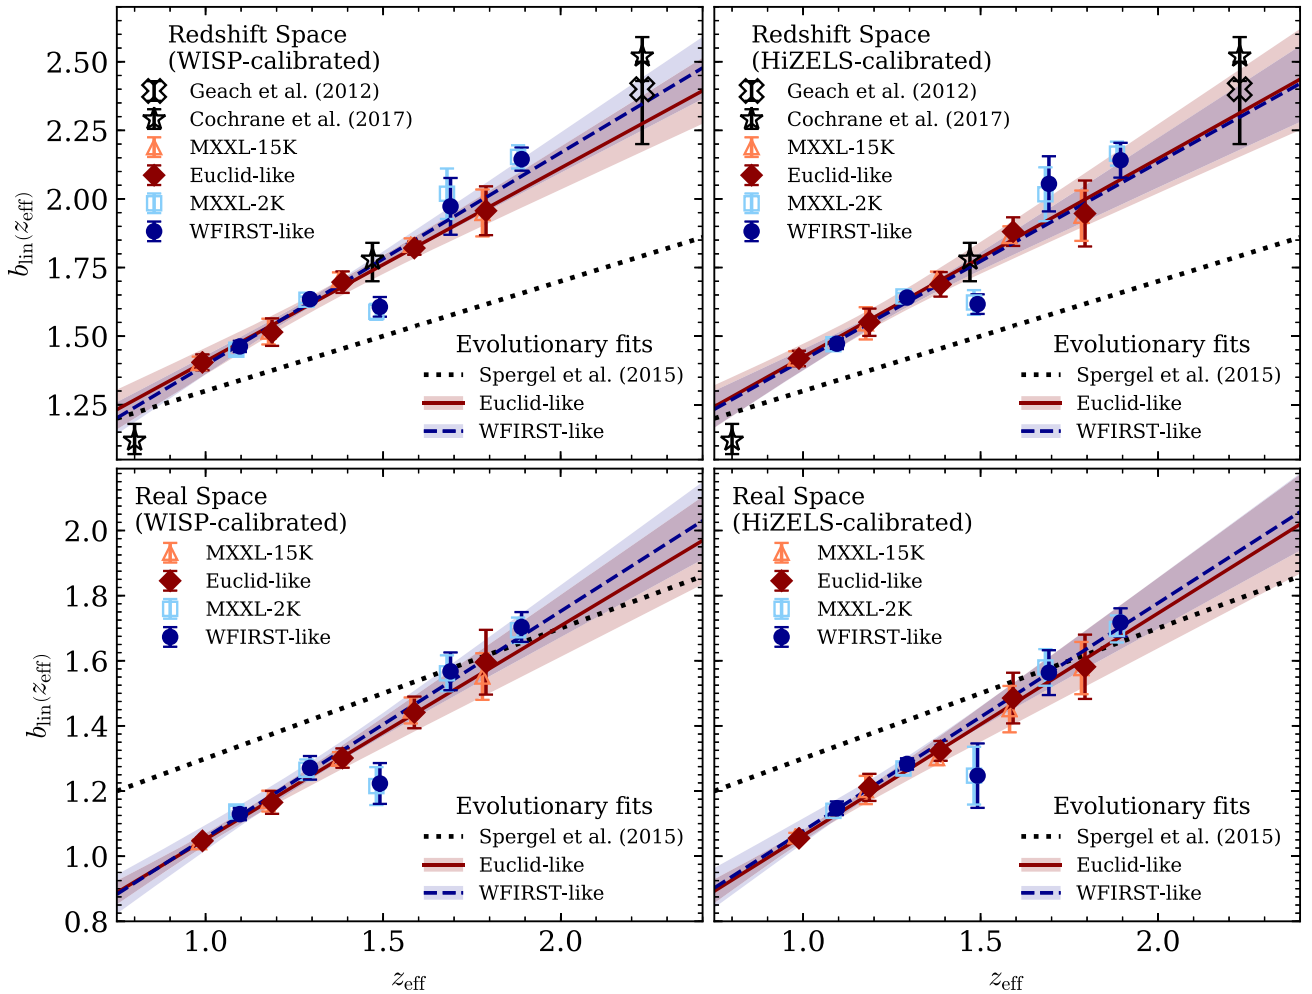 Redshift Space
(WISP-calibrated)
Geach et al. (2012)
Cochrane et al. (2017)
MXXL-15K
Euclid-like
MXXL-2K
WFIRST-like
Evolutionary fits
Spergel et al. (2015)
Euclid-like
WFIRST-like
2.50
2.25
2.00
1.75
1.50
1.25
b_lin(z_eff)
Redshift Space
(HiZELS-calibrated)
Geach et al. (2012)
Cochrane et al. (2017)
MXXL-15K
Euclid-like
MXXL-2K
WFIRST-like
Evolutionary fits
Spergel et al. (2015)
Euclid-like
WFIRST-like
Real Space
(WISP-calibrated)
MXXL-15K
Euclid-like
MXXL-2K
WFIRST-like
Evolutionary fits
Spergel et al. (2015)
Euclid-like
WFIRST-like
2.0
1.8
1.6
1.4
1.2
1.0
0.8
b_lin(z_eff)
1.0 1.5 2.0
z_eff
Real Space
(HiZELS-calibrated)
MXXL-15K
Euclid-like
MXXL-2K
WFIRST-like
Evolutionary fits
Spergel et al. (2015)
Euclid-like
WFIRST-like
1.0 1.5 2.0
z_eff